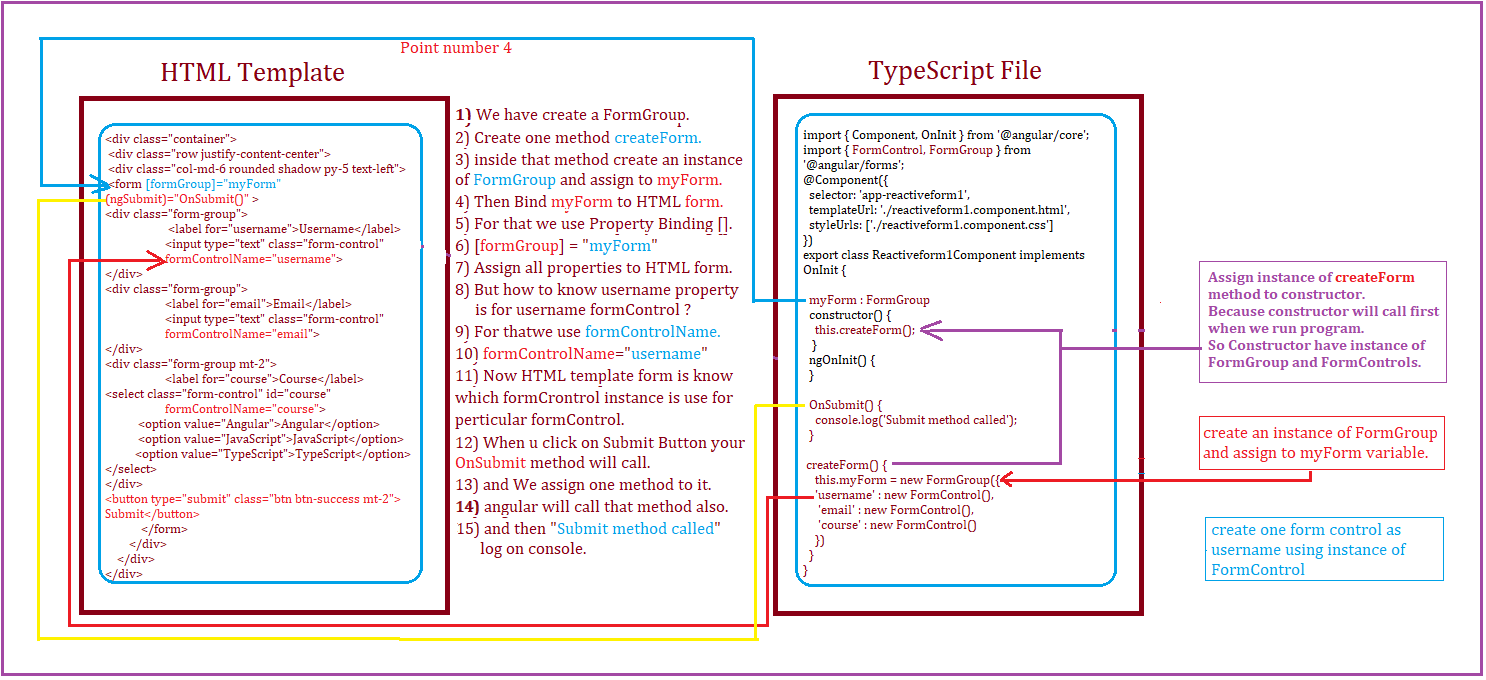 Point number 4
HTML Template
<div class="container">
<div class="row justify-content-center">
<div class="col-md-6 rounded shadow py-5 text-left">
<form [formGroup]="myForm"
(ngSubmit)="OnSubmit()" >
<div class="form-group">
<label for="username">Username</label>
<input type="text" class="form-control"
formControlName="username">
</div>
<div class="form-group">
<label for="email">Email</label>
<input type="text" class="form-control"
formControlName="email">
</div>
<div class="form-group mt-2">
<label for="course">Course</label>
<select class="form-control" id="course"
formControlName="course">
<option value="Angular">Angular</option>
<option value="JavaScript">JavaScript</option>
<option value="TypeScript">TypeScript</option>
</select>
</div>
<button type="submit" class="btn btn-success mt-2">
Submit</button>
</form>
</div>
</div>
</div>
1) We have create a FormGroup.
2) Create one method createForm.
3) inside that method create an instance
of FormGroup and assign to myForm.
4) Then Bind myForm to HTML form.
5) For that we use Property Binding [].
6) [formGroup] = "myForm"
7) Assign all properties to HTML form.
8) But how to know username property
is for username formControl ?
9) For thatwe use formControlName.
10) formControlName="username"
11) Now HTML template form is know
which formCrontrol instance is use for
perticular formControl.
12) When u click on Submit Button your
OnSubmit method will call.
13) and We assign one method to it.
14) angular will call that method also.
15) and then "Submit method called"
log on console.
TypeScript File
import { Component, OnInit } from '@angular/core';
import { FormControl, FormGroup } from
'@angular/forms';
@Component({
selector: 'app-reactiveform1',
templateUrl: './reactiveform1.component.html',
styleUrls: ['./reactiveform1.component.css']
})
export class Reactiveform1Component implements
OnInit {
myForm : FormGroup
constructor() {
this.createForm();
}
ngOnInit() {
}
OnSubmit() {
console.log('Submit method called');
}
createForm() {
this.myForm = new FormGroup({
'username' : new FormControl(),
'email' : new FormControl(),
'course' : new FormControl()
})
}
}
Assign instance of createForm
method to constructor.
Because constructor will call first
when we run program.
So Constructor have instance of
FormGroup and FormControls.
create an instance of FormGroup
and assign to myForm variable.
create one form control as
username using instance of
FormControl